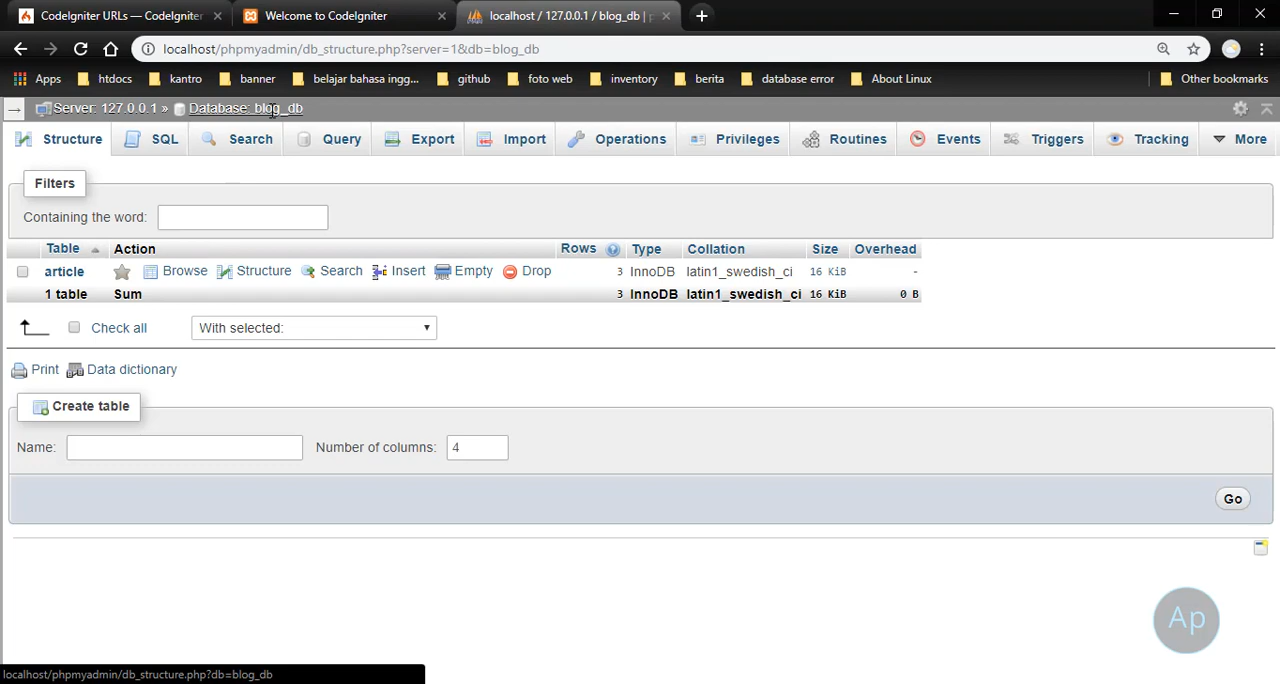 CodeIgniter URLs — CodeIgniter
Welcome to CodeIgniter
localhost / 127.0.0.1 / blog_db | p
localhost/phpmyadmin/db_structure.php?server=1&db=blog_db
Apps htdocs kantro banner belajar bahasa ingg... github foto web inventory berita database error About Linux Other bookmarks
Server: 127.0.0.1 » Database: blog_db
Structure SQL Search Query Export Import Operations Privileges Routines Events Triggers Tracking More
Filters
Containing the word:
Table Action Rows Type Collation Size Overhead
article Browse Structure Search Insert Empty Drop 3 InnoDB latin1_swedish_ci 16 KiB -
1 table Sum 3 InnoDB latin1_swedish_ci 16 KiB 0 B
Check all With selected:
Print Data dictionary
Create table
Name: Number of columns: 4
Go
Ap
localhost/phpmyadmin/db_structure.php?db=blog_db